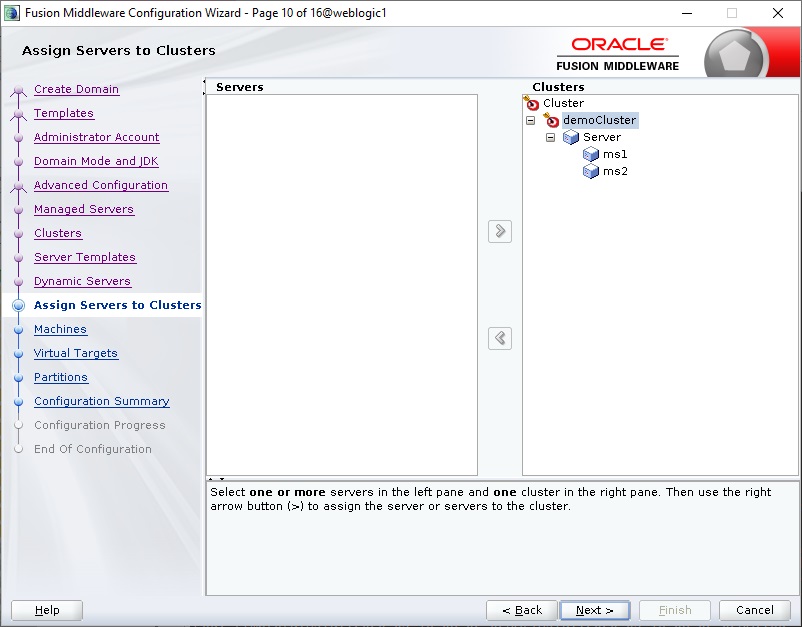 Fusion Middleware Configuration Wizard - Page 10 of 16@weblogic1
Assign Servers to Clusters
ORACLE
FUSION MIDDLEWARE
Create Domain
Templates
Administrator Account
Domain Mode and JDK
Advanced Configuration
Managed Servers
Clusters
Server Templates
Dynamic Servers
Assign Servers to Clusters
Machines
Virtual Targets
Partitions
Configuration Summary
Configuration Progress
End Of Configuration
Servers
Clusters
Cluster
demoCluster
Server
ms1
ms2
Select one or more servers in the left pane and one cluster in the right pane. Then use the right
arrow button (>) to assign the server or servers to the cluster.
Help
< Back
Next >
Finish
Cancel